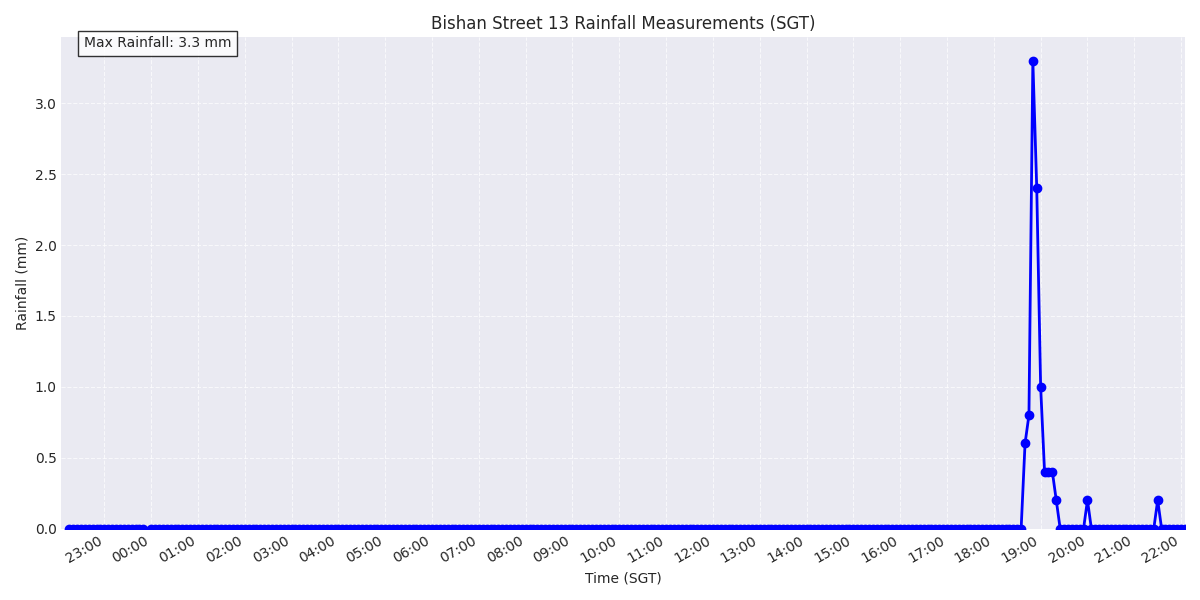 Bishan Street 13 Rainfall Measurements (SGT)
Max Rainfall: 3.3 mm
3.0
2.5
2.0
1.5
1.0
0.5
0.0
Rainfall (mm)
23:00 00:00 01:00 02:00 03:00 04:00 05:00 06:00 07:00 08:00 09:00 10:00 11:00 12:00 13:00 14:00 15:00 16:00 17:00 18:00 19:00 20:00 21:00 22:00
Time (SGT)